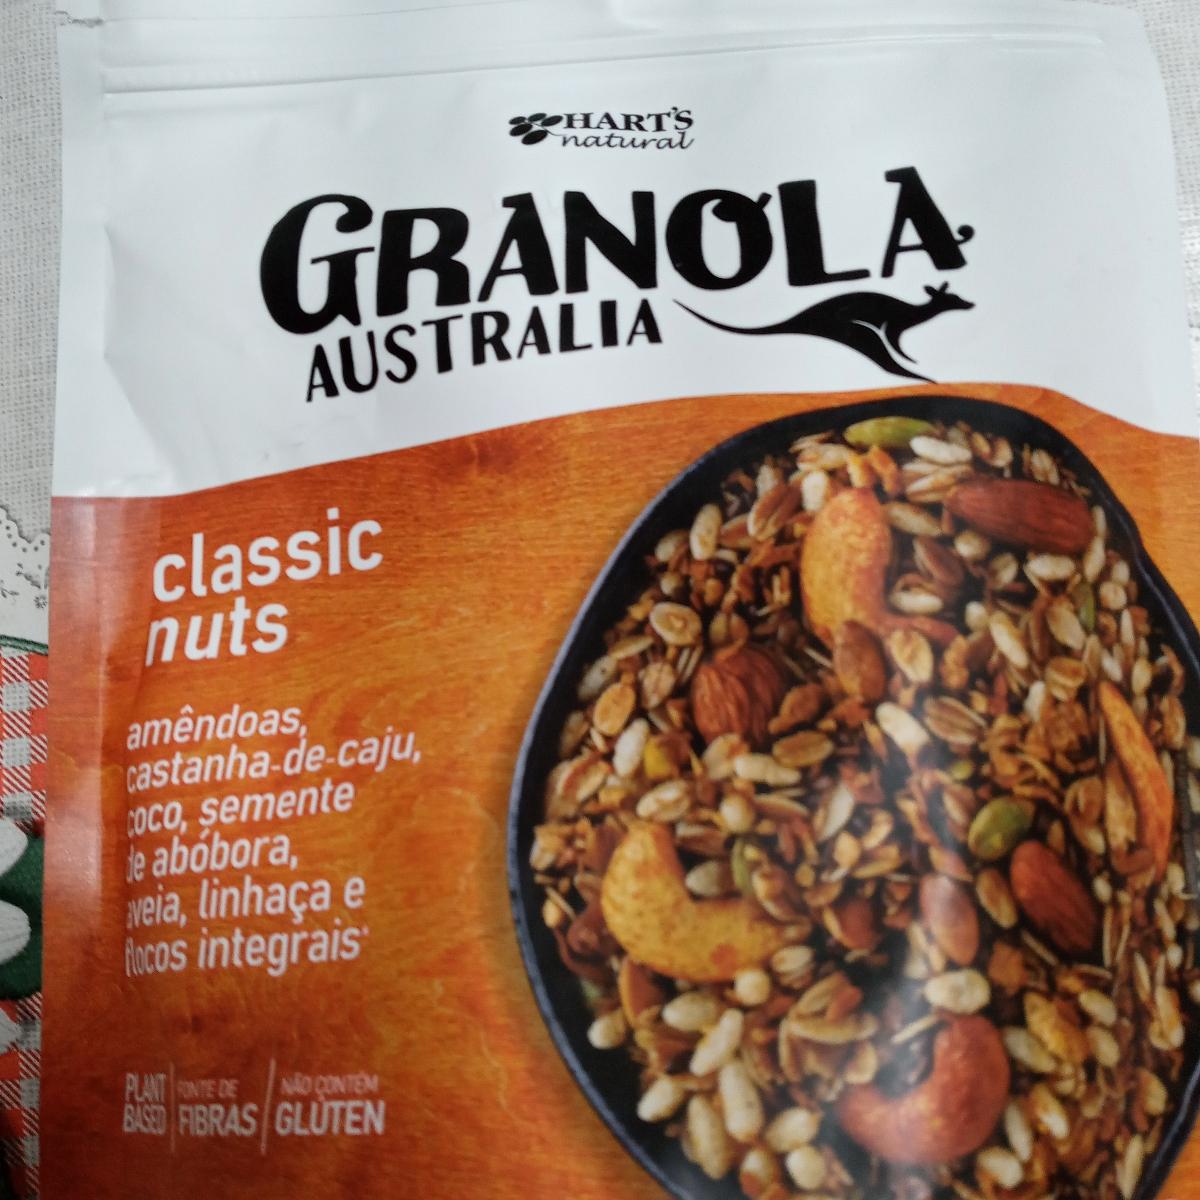 HART'S
natural
GRANOLA
AUSTRALIA
classic
nuts
amêndoas,
castanha-de-caju,
coco, semente
de abóbora,
aveia, linhaça e
flocos integrais*
PLANT BASED
FONTE DE FIBRAS
NÃO CONTÉM GLÚTEN